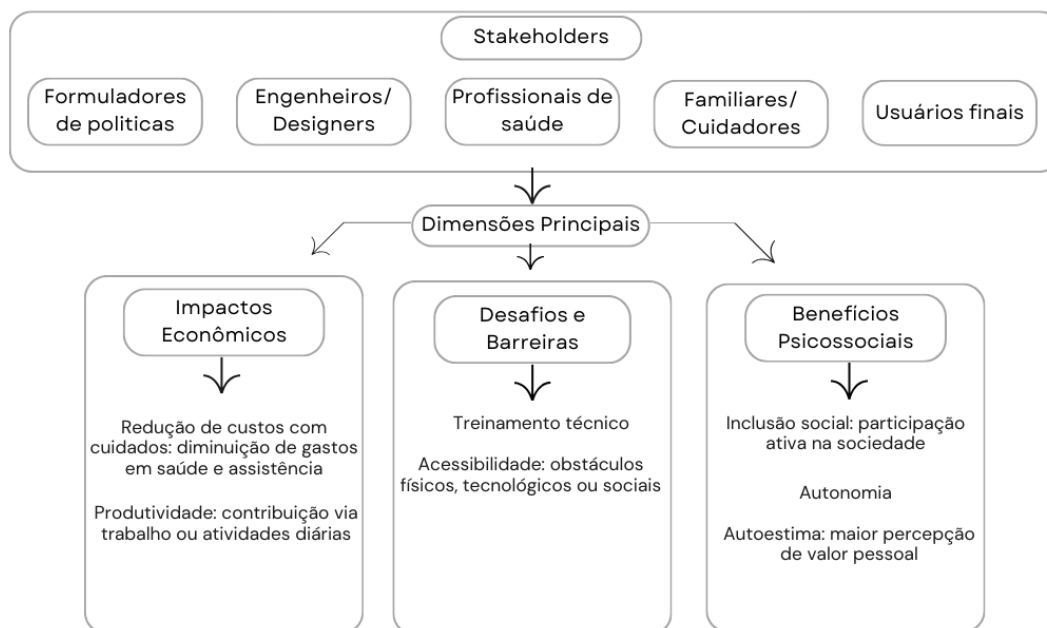 Stakeholders
Formuladores
de politicas
Engenheiros/
Designers
Profissionais de
saúde
Familiares/
Cuidadores
Usuários finais
Dimensões Principais
Impactos
Econômicos
Redução de custos com
cuidados: diminuição de gastos
em saúde e assistência
Produtividade: contribuição via
trabalho ou atividades diárias
Desafios e
Barreiras
Treinamento técnico
Acessibilidade: obstáculos
físicos, tecnológicos ou sociais
Benefícios
Psicossociais
Inclusão social: participação
ativa na sociedade
Autonomia
Autoestima: maior percepção
de valor pessoal